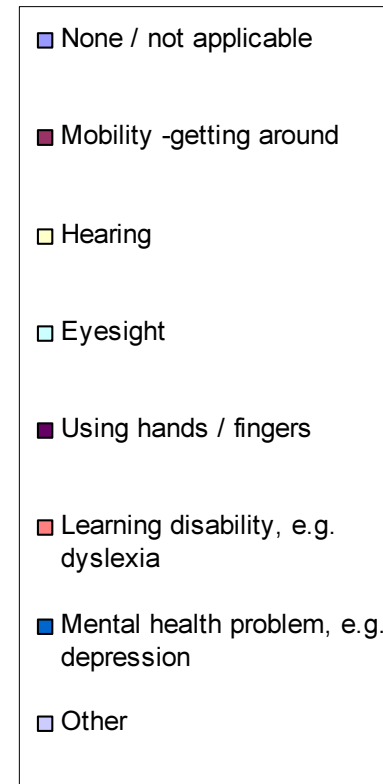 None / not applicable
Mobility -getting around
Hearing
Eyesight
Using hands / fingers
Learning disability, e.g.
dyslexia
Mental health problem, e.g.
depression
Other